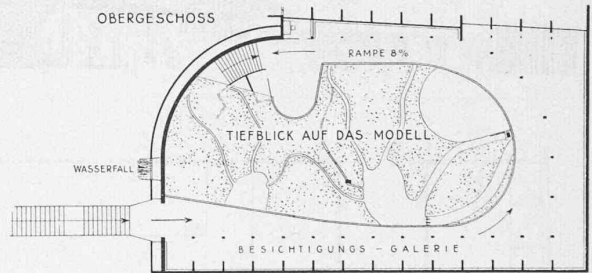 OBERGESCHOSS
RAMPE 8%
TIEFBLICK AUF DAS MODELL
WASSERFALL
BESICHTIGUNGS - GALERIE